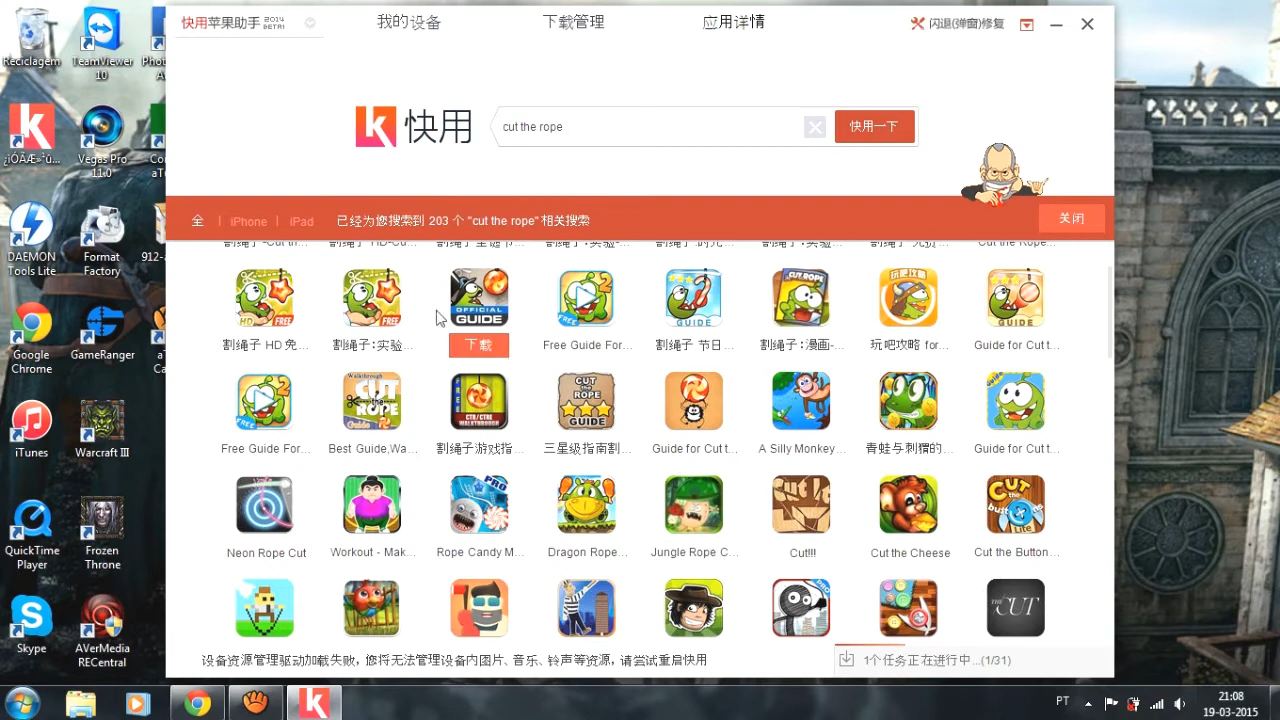 快用苹果助手 2014 BETA1
我的设备
下载管理
应用详情
闪退(弹窗)修复
快用
cut the rope
快用一下
全 | iPhone | iPad
已经为您搜索到 203 个 "cut the rope" 相关搜索
关闭
割绳子 HD 免...
割绳子：实验...
下载
Free Guide For...
割绳子 节日...
割绳子：漫画-...
玩吧攻略 for...
Guide for Cut t...
Free Guide For...
Best Guide,Wa...
割绳子游戏指...
三星级指南割...
Guide for Cut t...
A Silly Monkey...
青蛙与刺猬的...
Guide for Cut t...
Neon Rope Cut
Workout - Mak...
Rope Candy M...
Dragon Rope...
Jungle Rope C...
Cut!!!
Cut the Cheese
Cut the Button...
设备资源管理驱动加载失败，您将无法管理设备内图片、音乐、铃声等资源，请尝试重启快用
1个任务正在进行中...(1/31)
Reciclagem
TeamViewer
10
Vegas Pro
11.0
DAEMON
Tools Lite
Format
Factory
912-a
Google
Chrome
GameRanger
iTunes
Warcraft III
QuickTime
Player
Frozen
Throne
Skype
AVerMedia
RECentral
PT
21:08
19-03-2015